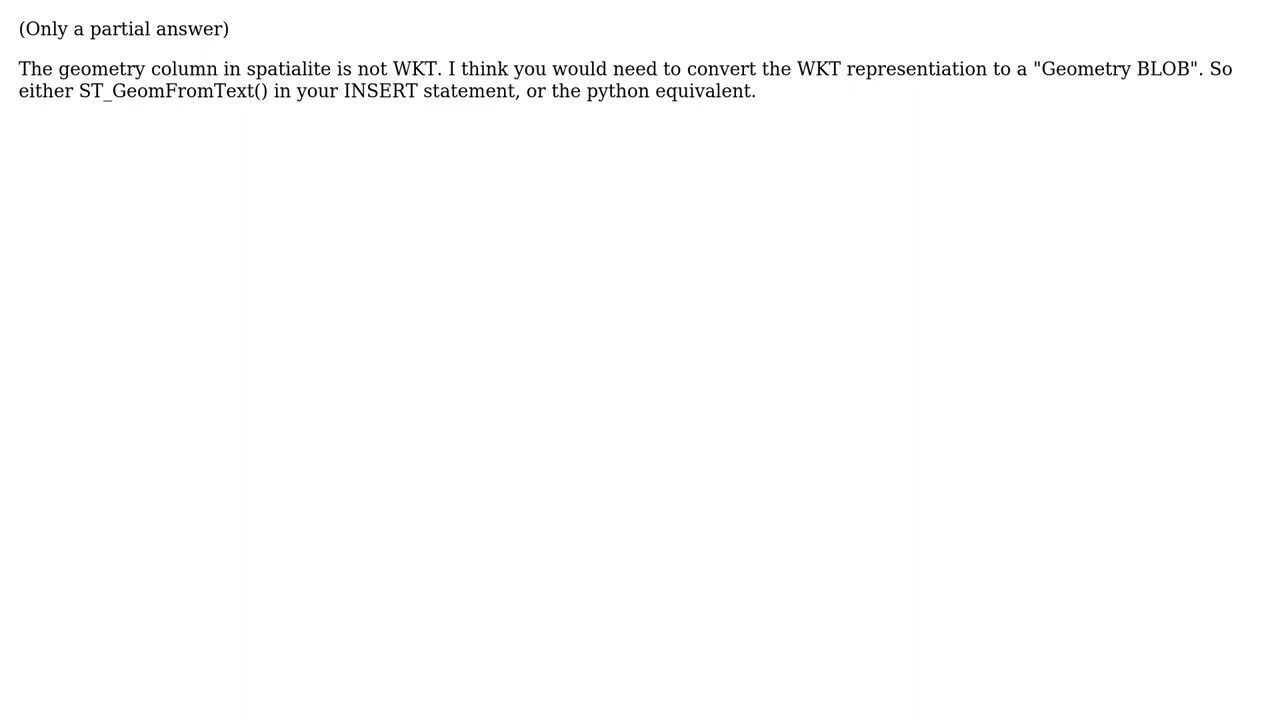 (Only a partial answer)
The geometry column in spatialite is not WKT. I think you would need to convert the WKT representiation to a "Geometry BLOB". So
either ST_GeomFromText() in your INSERT statement, or the python equivalent.